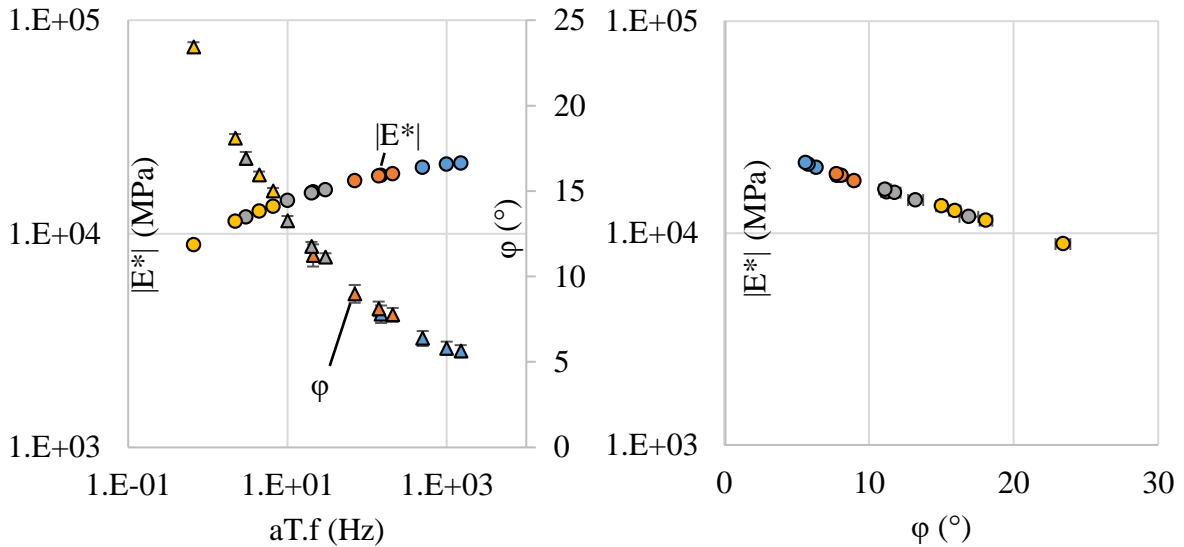 1.E+05
1.E+04
1.E+03
|E*| (MPa)
|E*|
φ
25
20
15
10
5
0
φ (°)
1.E-01
1.E+01
1.E+03
aT.f (Hz)
1.E+05
1.E+04
1.E+03
|E*| (MPa)
0
10
20
30
φ (°)